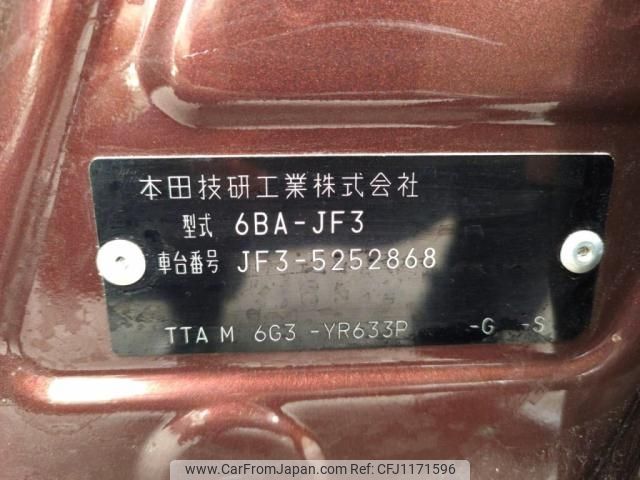 本田技研工業株式会社
型式 6BA-JF3
車台番号 JF3-5252868
TTA M 6G3 -YR633P -G -S
www.CarFromJapan.com CFJ1171596